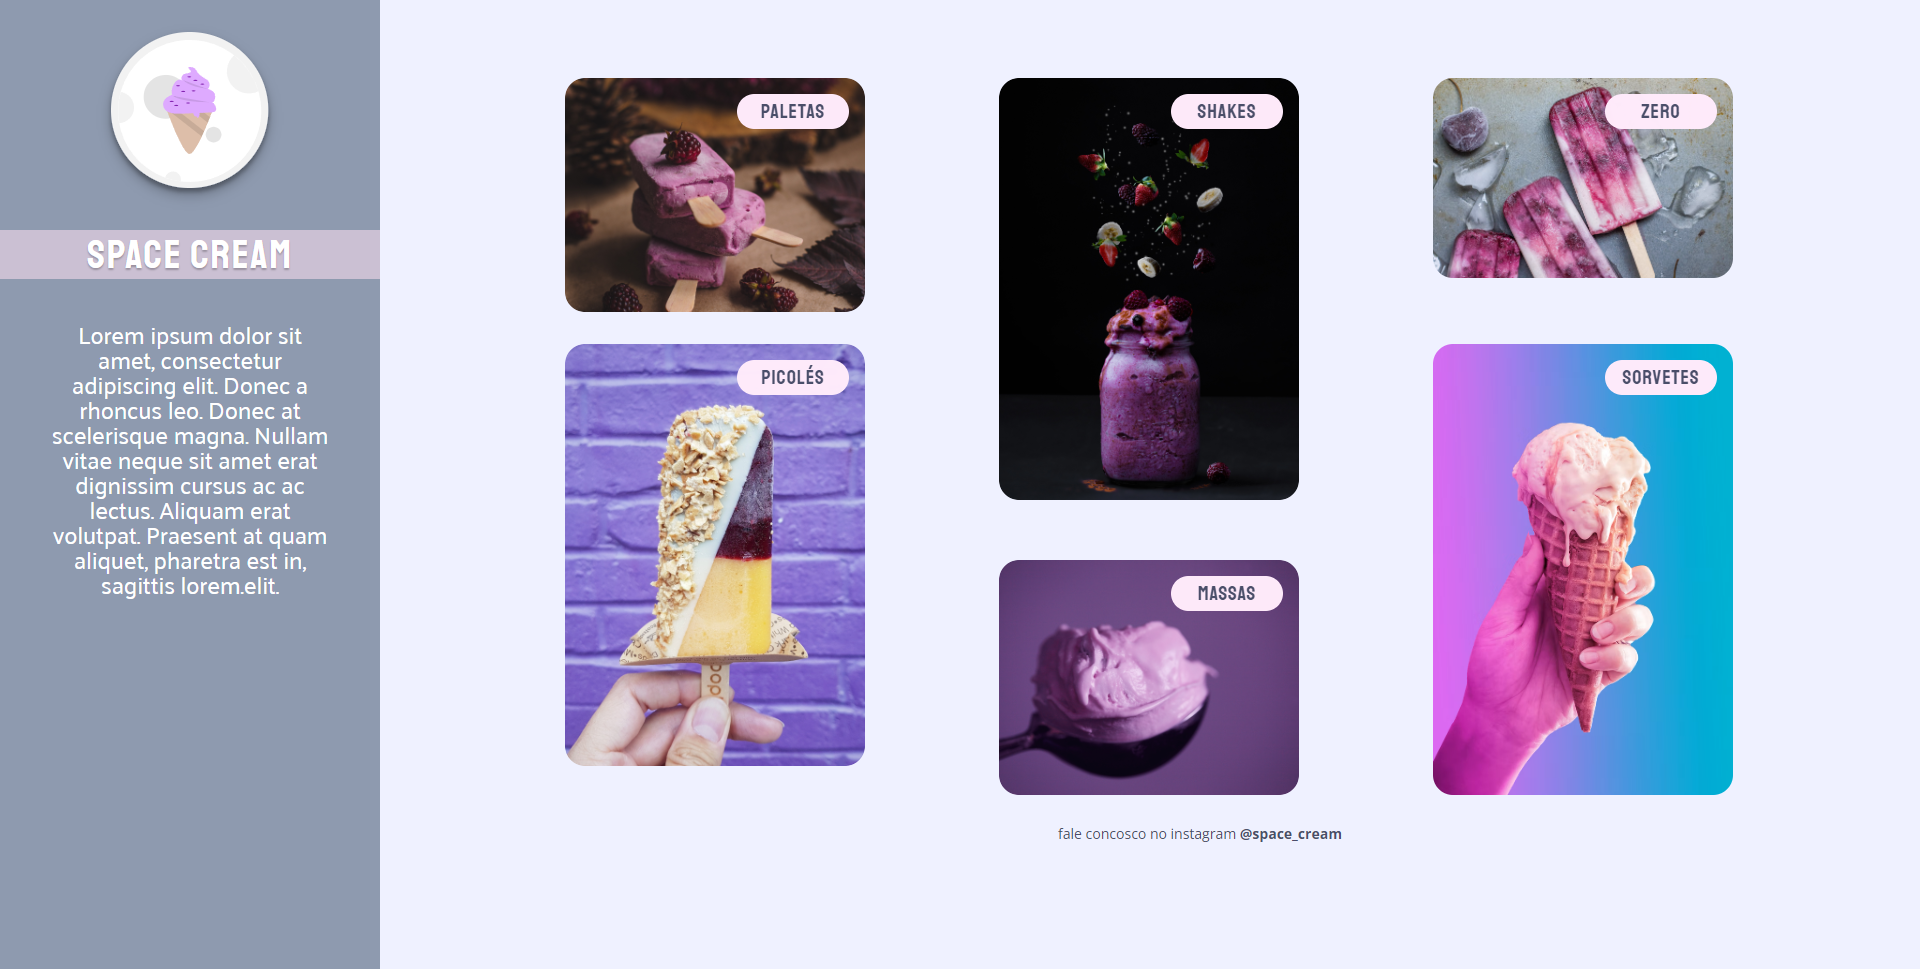 SPACE CREAM
Lorem ipsum dolor sit
amet, consectetur
adipiscing elit. Donec a
rhoncus leo. Donec at
scelerisque magna. Nullam
vitae neque sit amet erat
dignissim cursus ac ac
lectus. Aliquam erat
volutpat. Praesent at quam
aliquet, pharetra est in,
sagittis lorem.elit.
PALETAS
SHAKES
ZERO
PICOLÉS
SORVETES
MASSAS
fale concosco no instagram @space_cream